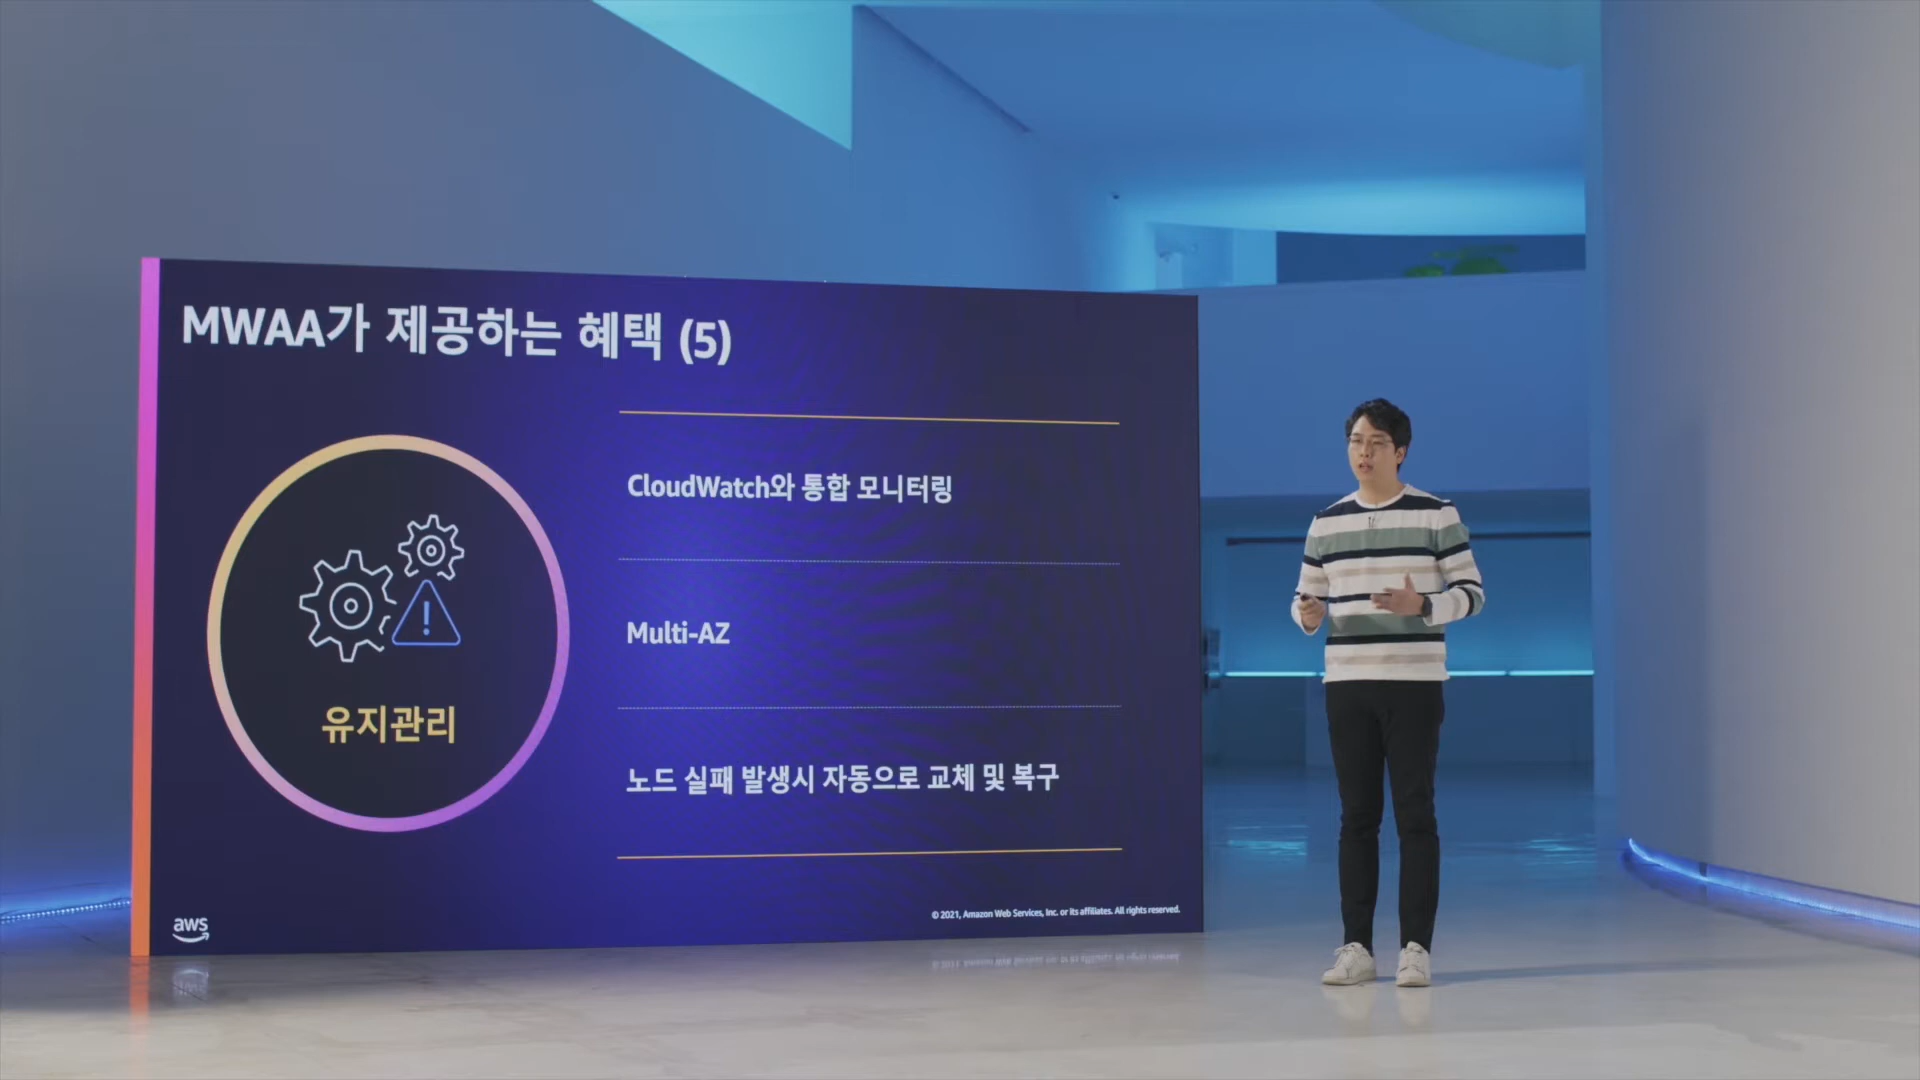 MWAA가 제공하는 혜택 (5)
유지관리
CloudWatch와 통합 모니터링
Multi-AZ
노드 실패 발생시 자동으로 교체 및 복구
aws
© 2021, Amazon Web Services, Inc. or its affiliates. All rights reserved.